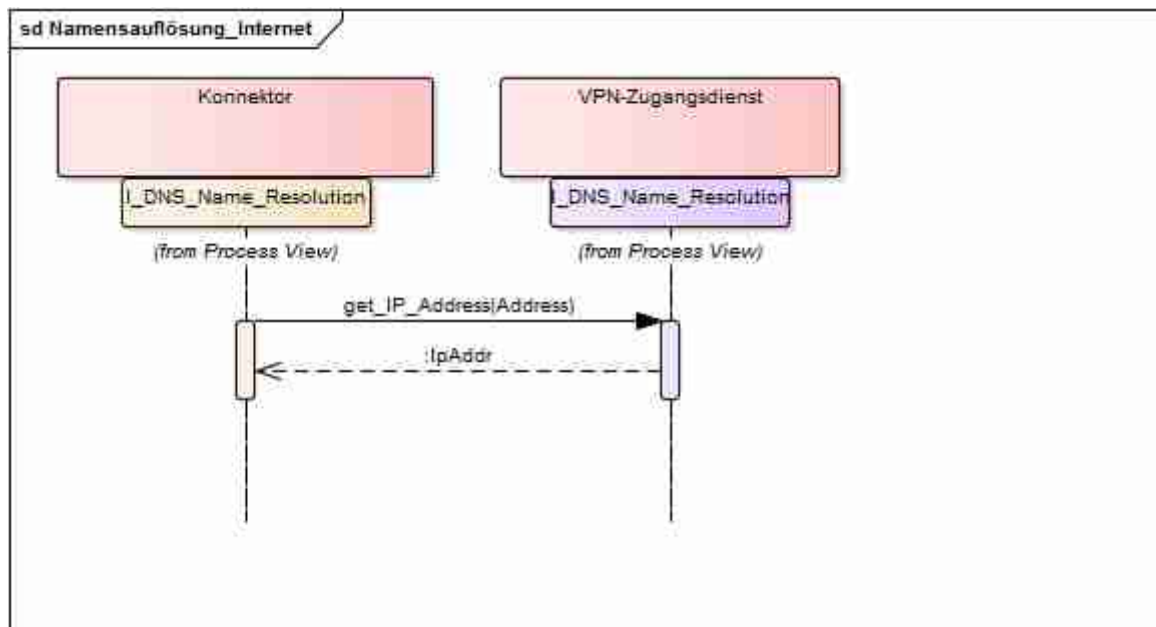 sd Namensauflösung_Internet
Konnektor
VPN-Zugangsdienst
I_DNS_Name_Resolution
I_DNS_Name_Resolution
(from Process View)
(from Process View)
get_IP_Address(Address)
:IpAddr